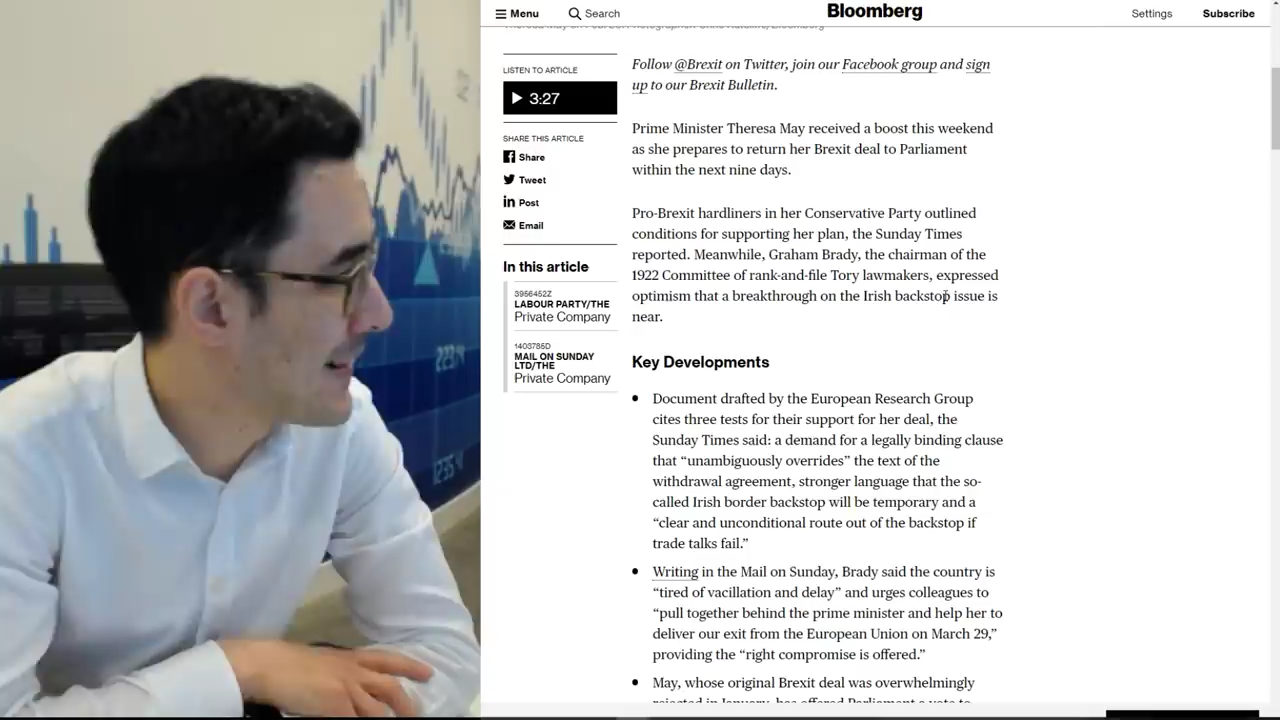 Menu
Search
Bloomberg
Settings
Subscribe
LISTEN TO ARTICLE
3:27
SHARE THIS ARTICLE
Share
Tweet
Post
Email
In this article
3956452Z
LABOUR PARTY/THE
Private Company
1403785D
MAIL ON SUNDAY
LTD/THE
Private Company
Follow @Brexit on Twitter, join our Facebook group and sign
up to our Brexit Bulletin.
Prime Minister Theresa May received a boost this weekend
as she prepares to return her Brexit deal to Parliament
within the next nine days.
Pro-Brexit hardliners in her Conservative Party outlined
conditions for supporting her plan, the Sunday Times
reported. Meanwhile, Graham Brady, the chairman of the
1922 Committee of rank-and-file Tory lawmakers, expressed
optimism that a breakthrough on the Irish backstop issue is
near.
Key Developments
• Document drafted by the European Research Group
cites three tests for their support for her deal, the
Sunday Times said: a demand for a legally binding clause
that “unambiguously overrides” the text of the
withdrawal agreement, stronger language that the so-
called Irish border backstop will be temporary and a
“clear and unconditional route out of the backstop if
trade talks fail.”
• Writing in the Mail on Sunday, Brady said the country is
“tired of vacillation and delay” and urges colleagues to
“pull together behind the prime minister and help her to
deliver our exit from the European Union on March 29,”
providing the “right compromise is offered.”
• May, whose original Brexit deal was overwhelmingly
rejected in January, has offered Parliament a vote to